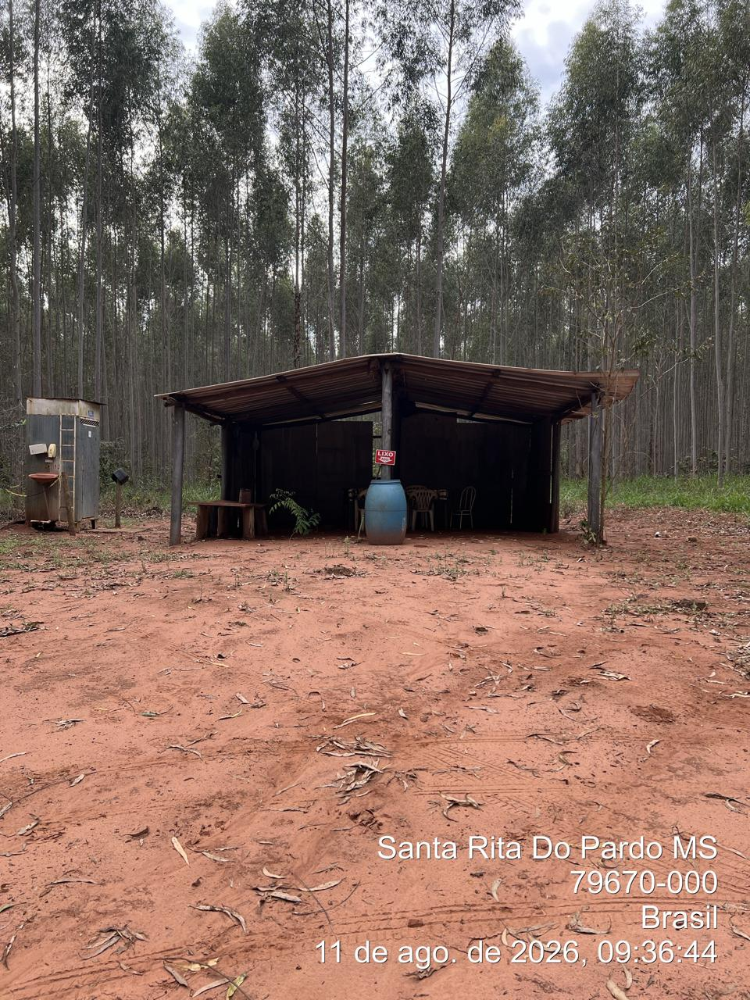 LIXO
Santa Rita Do Pardo MS
79670-000
Brasil
11 de ago. de 2026, 09:36:44